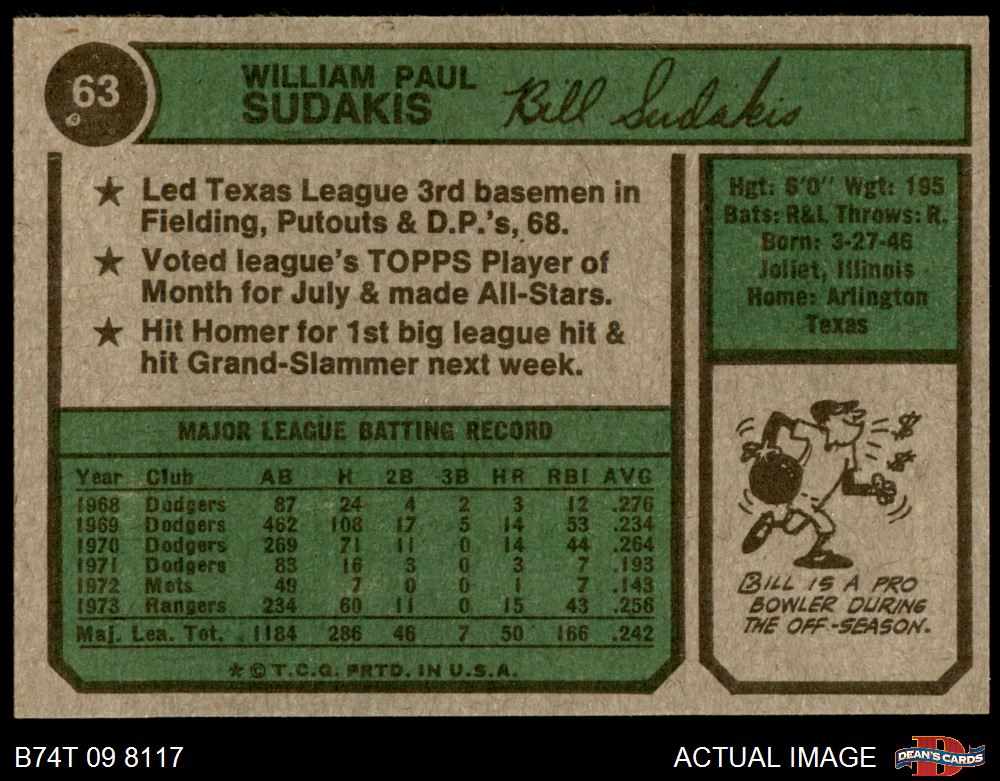 63
WILLIAM PAUL
SUDAKIS
Bill Sudakis
★ Led Texas League 3rd basemen in
Fielding, Putouts & D.P.'s, 68.
★ Voted league's TOPPS Player of
Month for July & made All-Stars.
★ Hit Homer for 1st big league hit &
hit Grand-Slammer next week.
Hgt: 6'0" Wgt: 195
Bats: R&L Throws: R.
Born: 3-27-46
Joliet, Illinois
Home: Arlington
Texas
MAJOR LEAGUE BATTING RECORD
Year Club AB H 2B 3B HR RBI AVG
1968 Dodgers 87 24 4 2 3 12 .276
1969 Dodgers 462 108 17 5 14 53 .234
1970 Dodgers 269 71 11 0 14 44 .264
1971 Dodgers 83 16 3 0 3 7 .193
1972 Mets 49 7 0 0 1 7 .143
1973 Rangers 234 60 11 0 15 43 .256
Maj. Lea. Tot. 1184 286 46 7 50 166 .242
* © T.C.G. PRTD. IN U.S.A.
$
$
BILL IS A PRO
BOWLER DURING
THE OFF-SEASON.
B74T 09 8117
ACTUAL IMAGE
D
DEAN'S CARDS